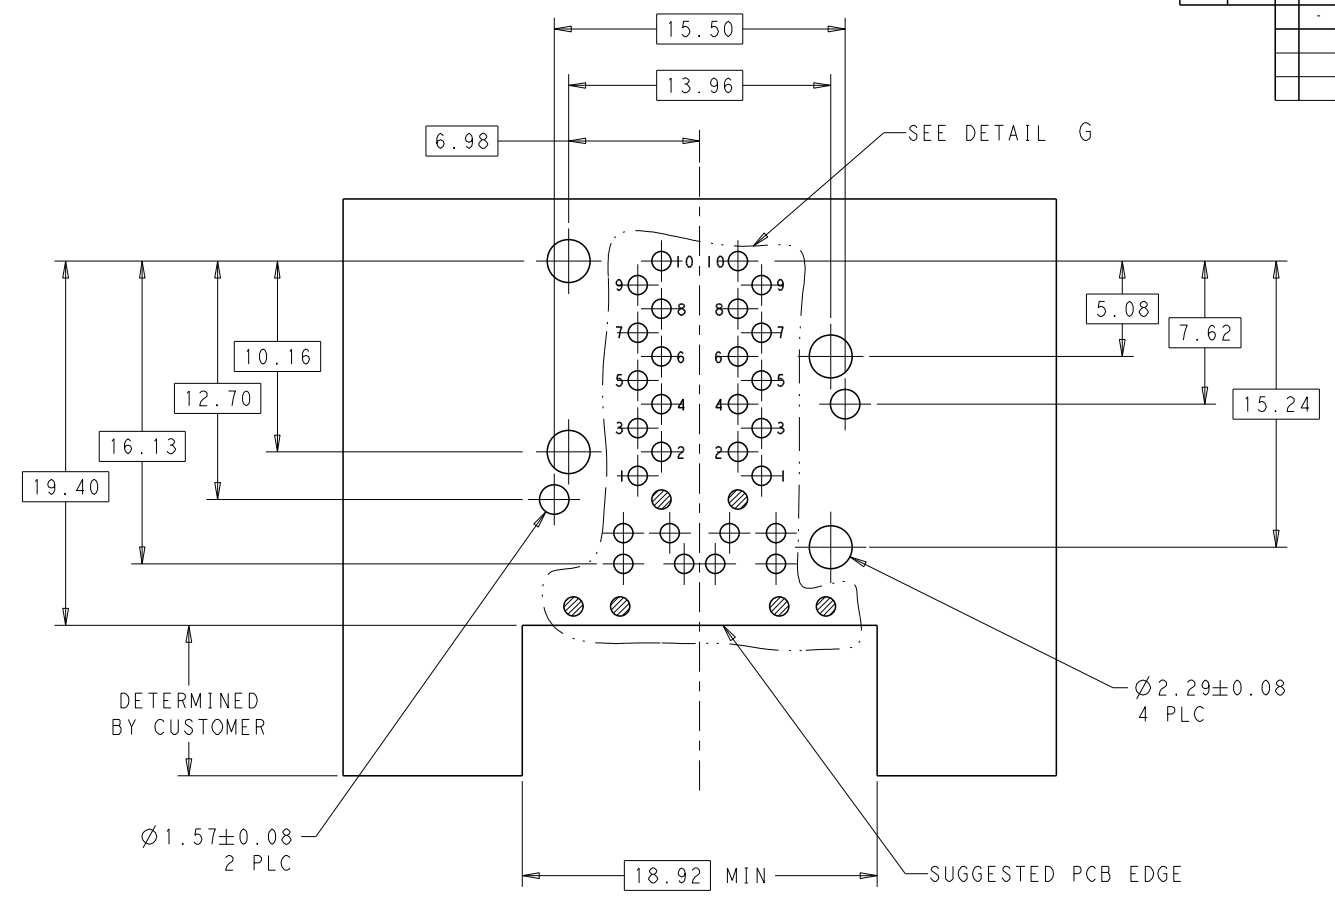 15.50
13.96
6.98
SEE DETAIL G
10 10
9 9
8 8
7 7
6 6
5 5
4 4
3 3
2 2
1 1
5.08
7.62
15.24
10.16
12.70
16.13
19.40
DETERMINED
BY CUSTOMER
Ø2.29±0.08
4 PLC
Ø1.57±0.08
2 PLC
18.92 MIN
SUGGESTED PCB EDGE
-